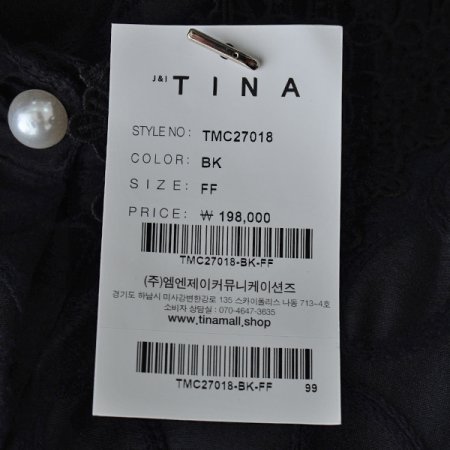 J&I
TINA
STYLE NO: TMC27018
COLOR: BK
SIZE: FF
PRICE: ₩ 198,000
TMC27018-BK-FF
(주)엠엔제이커뮤니케이션즈
경기도 하남시 미사강변한강로 135 스카이폴리스 나동 713-4호
소비자 상담실 : 070-4647-3635
www.tinamall.shop
TMC27018-BK-FF 99